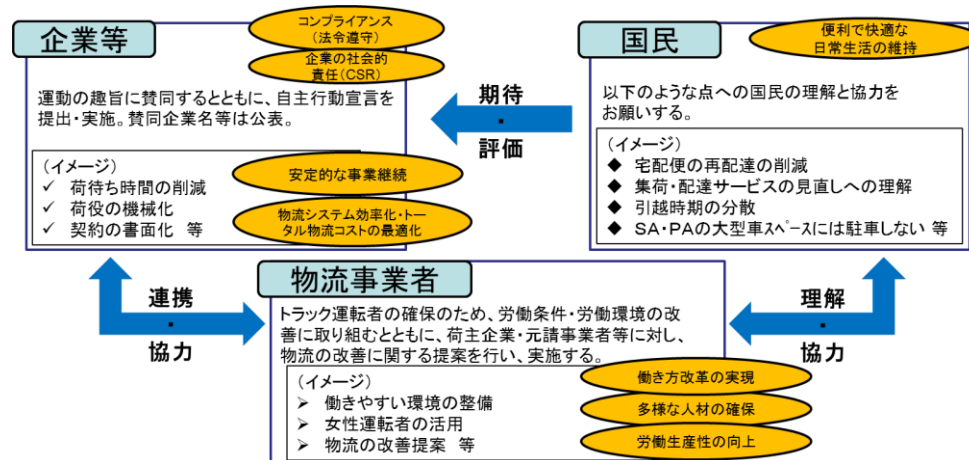 企業等
コンプライアンス
(法令遵守)
企業の社会的
責任(CSR)
運動の趣旨に賛同するとともに、自主行動宣言を
提出・実施。賛同企業名等は公表。
(イメージ)
✓ 荷待ち時間の削減
✓ 荷役の機械化
✓ 契約の書面化 等
安定的な事業継続
物流システム効率化・トー
タル物流コストの最適化
期待
・
評価
国民
便利で快適な
日常生活の維持
以下のような点への国民の理解と協力を
お願いする。
(イメージ)
◆ 宅配便の再配達の削減
◆ 集荷・配達サービスの見直しへの理解
◆ 引越時期の分散
◆ SA・PAの大型車スペースには駐車しない 等
連携
・
協力
物流事業者
トラック運転者の確保のため、労働条件・労働環境の改
善に取り組むとともに、荷主企業・元請事業者等に対し、
物流の改善に関する提案を行い、実施する。
(イメージ)
➢ 働きやすい環境の整備
➢ 女性運転者の活用
➢ 物流の改善提案 等
働き方改革の実現
多様な人材の確保
労働生産性の向上
理解
・
協力